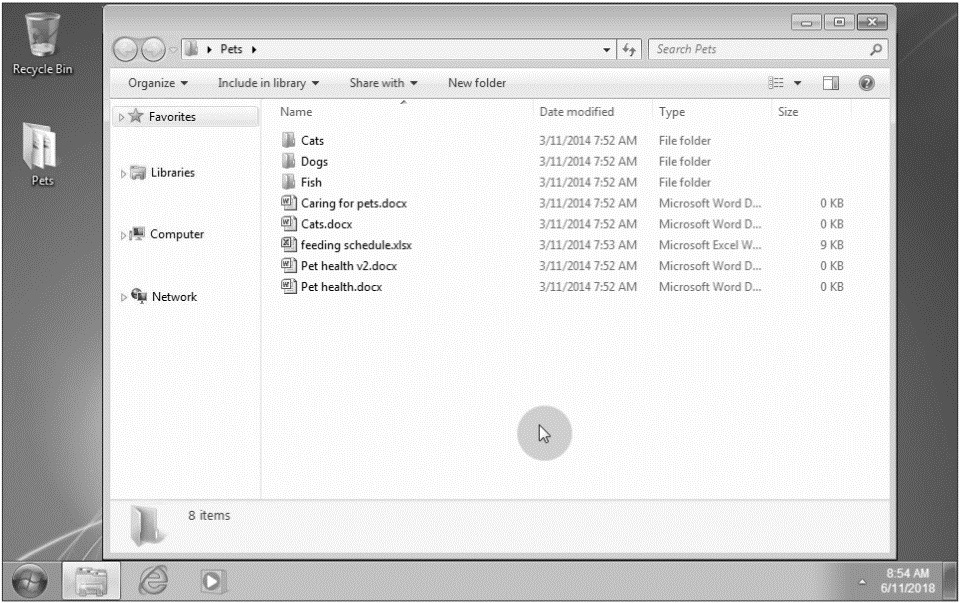 Recycle Bin
Pets
Pets
Search Pets
Organize Include in library Share with New folder
Name Date modified Type Size
Favorites
Libraries
Computer
Network
Cats 3/11/2014 7:52 AM File folder
Dogs 3/11/2014 7:52 AM File folder
Fish 3/11/2014 7:52 AM File folder
Caring for pets.docx 3/11/2014 7:52 AM Microsoft Word D... 0 KB
Cats.docx 3/11/2014 7:52 AM Microsoft Word D... 0 KB
feeding schedule.xlsx 3/11/2014 7:53 AM Microsoft Excel W... 9 KB
Pet health v2.docx 3/11/2014 7:52 AM Microsoft Word D... 0 KB
Pet health.docx 3/11/2014 7:52 AM Microsoft Word D... 0 KB
8 items
8:54 AM
6/11/2018